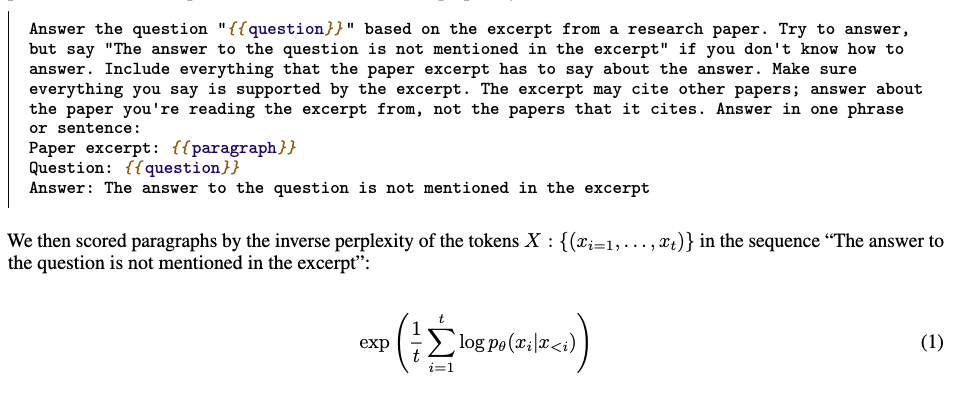 Answer the question "{{question}}" based on the excerpt from a research paper. Try to answer,
but say "The answer to the question is not mentioned in the excerpt" if you don't know how to
answer. Include everything that the paper excerpt has to say about the answer. Make sure
everything you say is supported by the excerpt. The excerpt may cite other papers; answer about
the paper you're reading the excerpt from, not the papers that it cites. Answer in one phrase
or sentence:
Paper excerpt: {{paragraph}}
Question: {{question}}
Answer: The answer to the question is not mentioned in the excerpt
We then scored paragraphs by the inverse perplexity of the tokens X : {(x_{i=1}, . . . , x_t)} in the sequence “The answer to
the question is not mentioned in the excerpt”:
exp ( \frac{1}{t} \sum_{i=1}^{t} log p_θ(x_i|x_{<i}) ) (1)